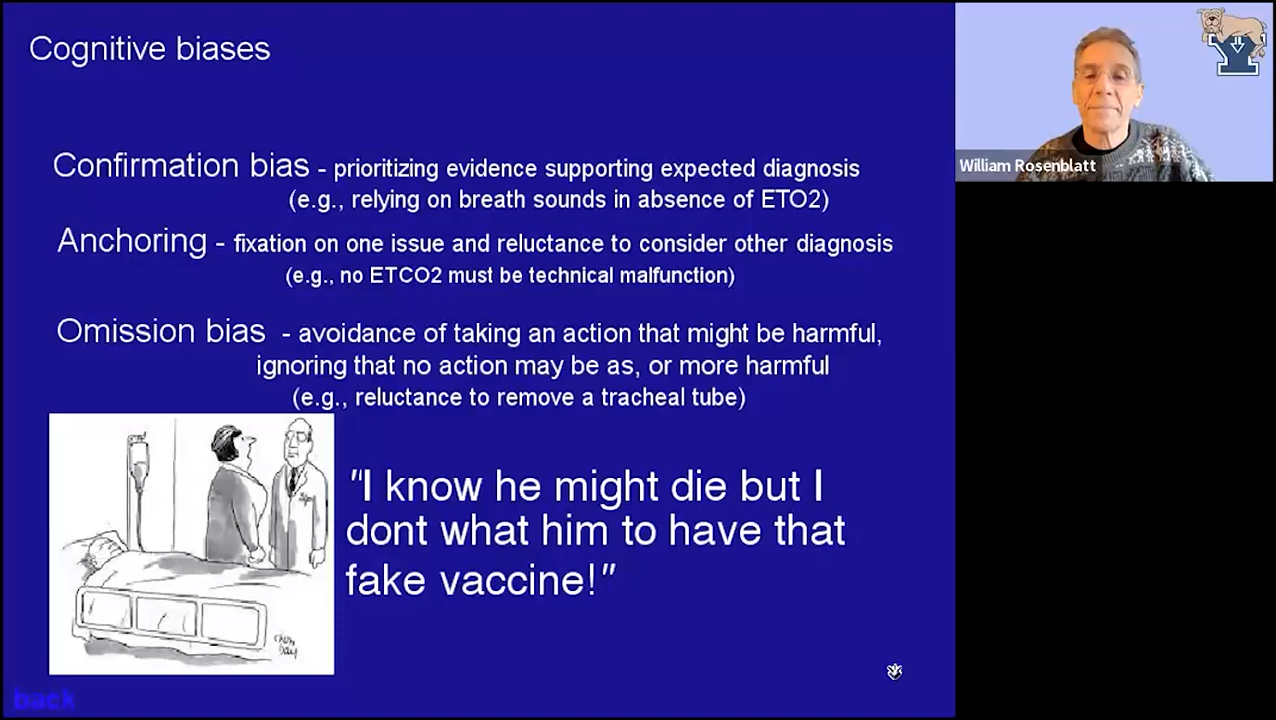 Cognitive biases
Confirmation bias - prioritizing evidence supporting expected diagnosis
(e.g., relying on breath sounds in absence of ETO2)
Anchoring - fixation on one issue and reluctance to consider other diagnosis
(e.g., no ETCO2 must be technical malfunction)
Omission bias - avoidance of taking an action that might be harmful,
ignoring that no action may be as, or more harmful
(e.g., reluctance to remove a tracheal tube)
"I know he might die but I
dont what him to have that
fake vaccine!"
back
William Rosenblatt
Y